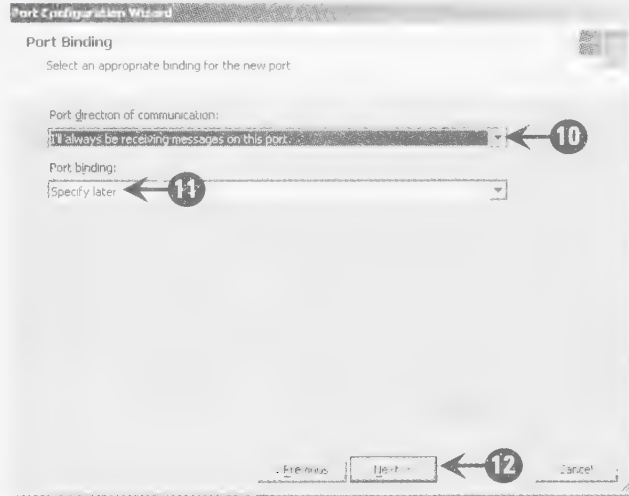 Port Configuration Wizard
Port Binding
Select an appropriate binding for the new port
Port direction of communication:
I'll always be receiving messages on this port.
10
Port binding:
Specify later
11
Previous
Next
12
Cancel